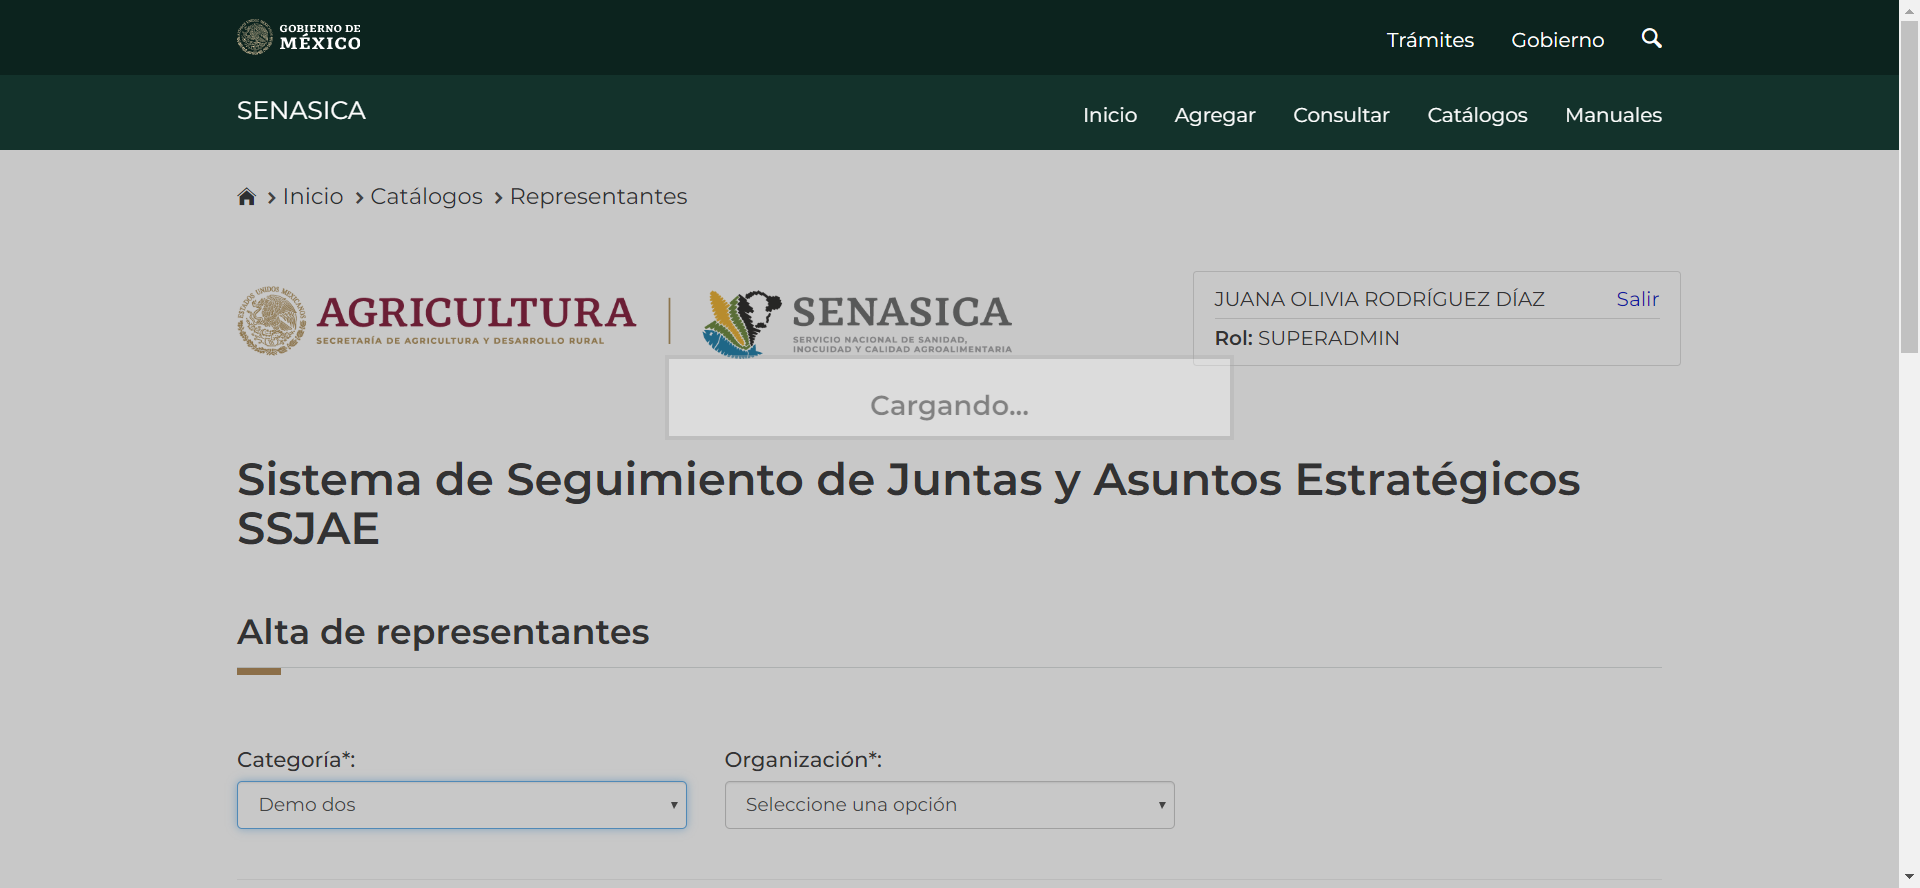 GOBIERNO DE
MÉXICO
Trámites
Gobierno
SENASICA
Inicio
Agregar
Consultar
Catálogos
Manuales
Inicio
Catálogos
Representantes
ESTADOS UNIDOS MEXICANOS
AGRICULTURA
SECRETARÍA DE AGRICULTURA Y DESARROLLO RURAL
SENASICA
SERVICIO NACIONAL DE SANIDAD,
INOCUIDAD Y CALIDAD AGROALIMENTARIA
JUANA OLIVIA RODRÍGUEZ DÍAZ
Salir
Rol: SUPERADMIN
Cargando...
Sistema de Seguimiento de Juntas y Asuntos Estratégicos
SSJAE
Alta de representantes
Categoría*:
Organización*:
Demo dos
Seleccione una opción